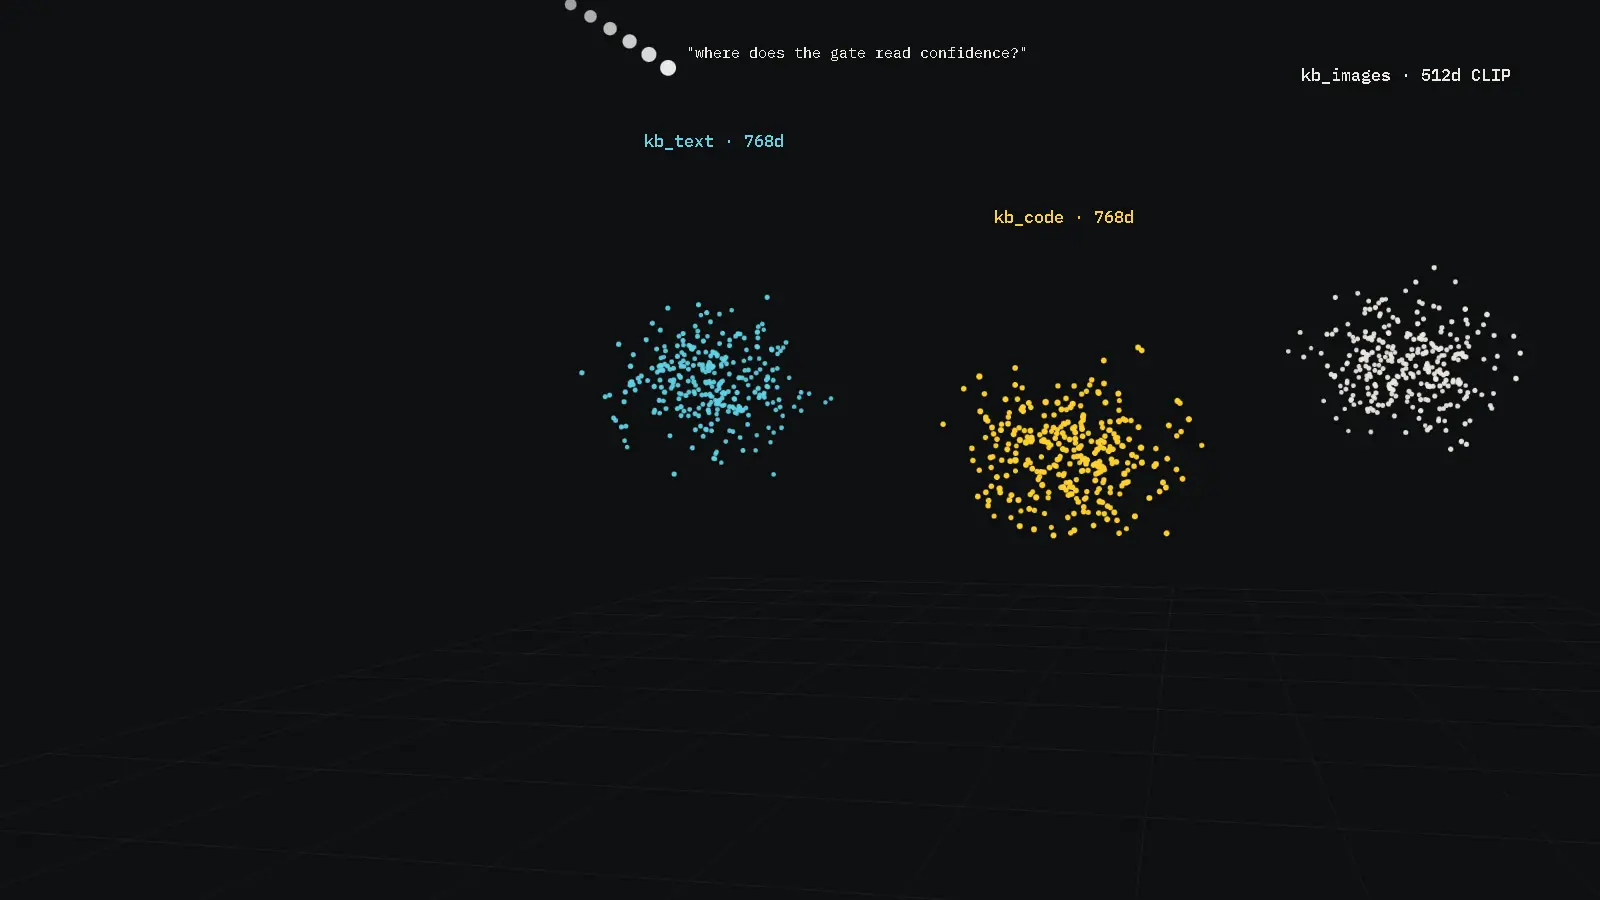 "where does the gate read confidence?"
kb_images · 512d CLIP
kb_text · 768d
kb_code · 768d